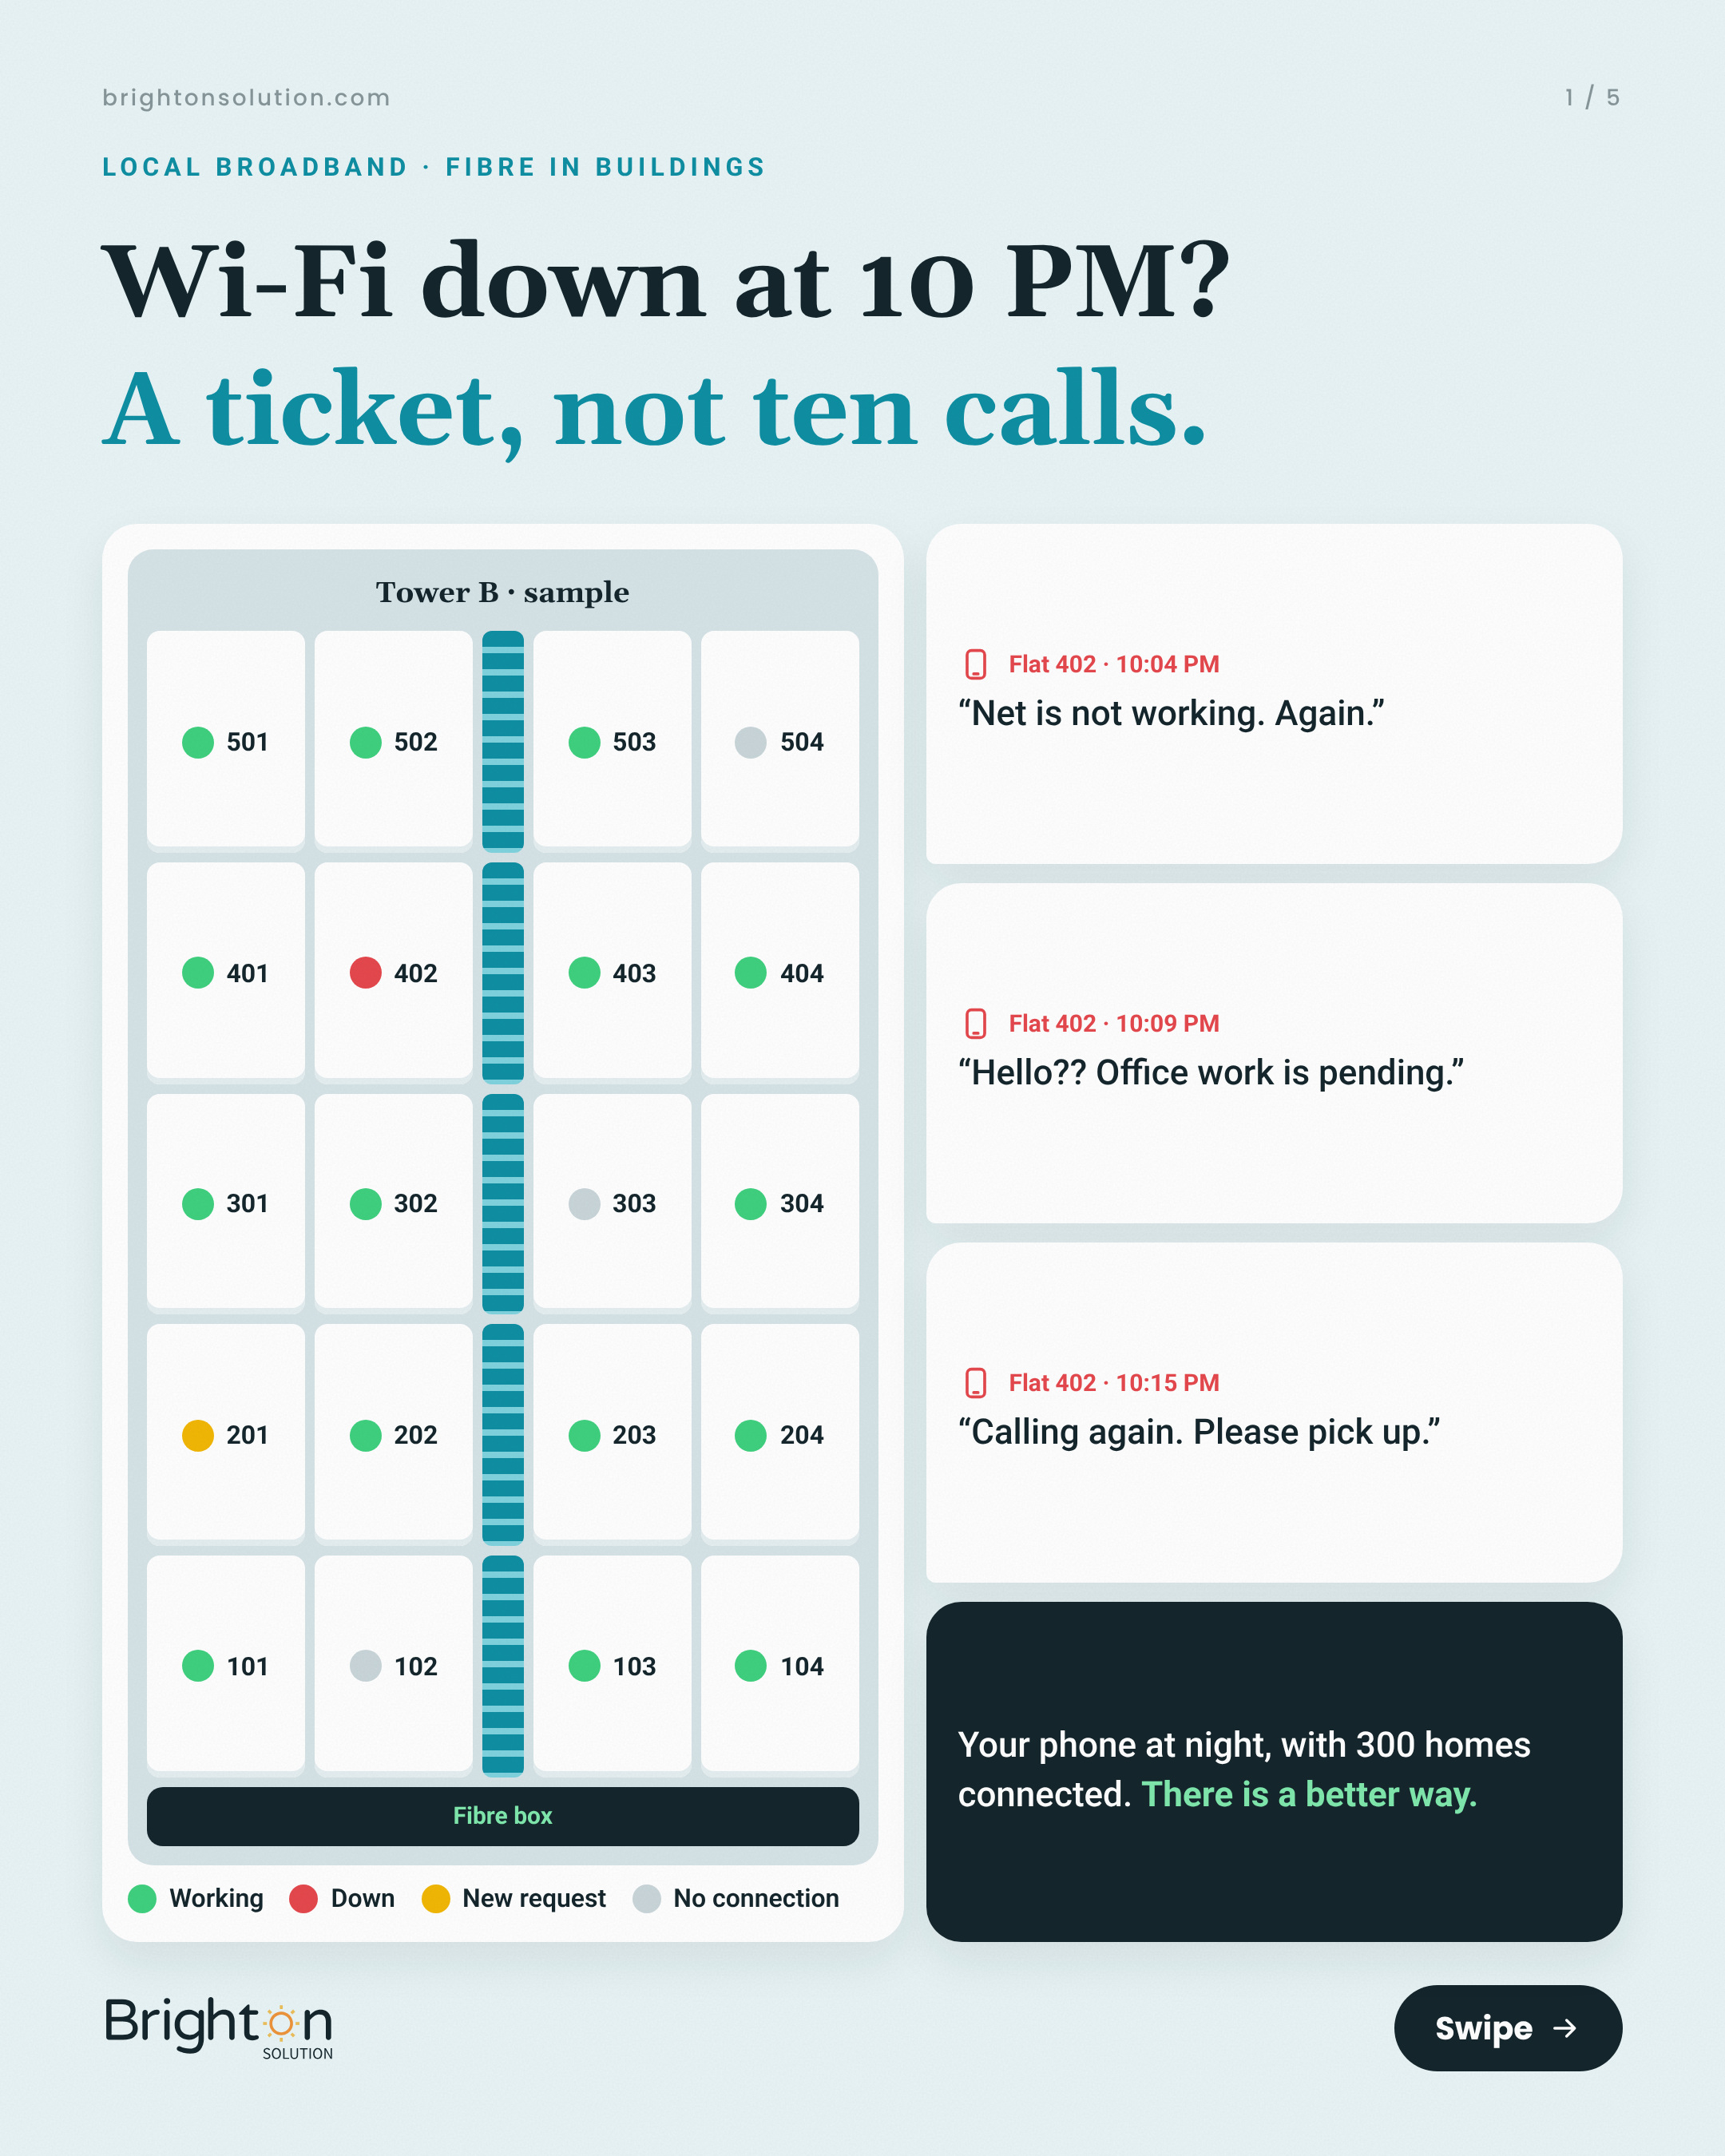 brightonsolution.com
1 / 5
LOCAL BROADBAND · FIBRE IN BUILDINGS
Wi-Fi down at 10 PM?
A ticket, not ten calls.
Tower B · sample
501 502 503 504
401 402 403 404
301 302 303 304
201 202 203 204
101 102 103 104
Fibre box
Working Down New request No connection
Flat 402 · 10:04 PM
“Net is not working. Again.”
Flat 402 · 10:09 PM
“Hello?? Office work is pending.”
Flat 402 · 10:15 PM
“Calling again. Please pick up.”
Your phone at night, with 300 homes
connected. There is a better way.
Brighton
SOLUTION
Swipe →